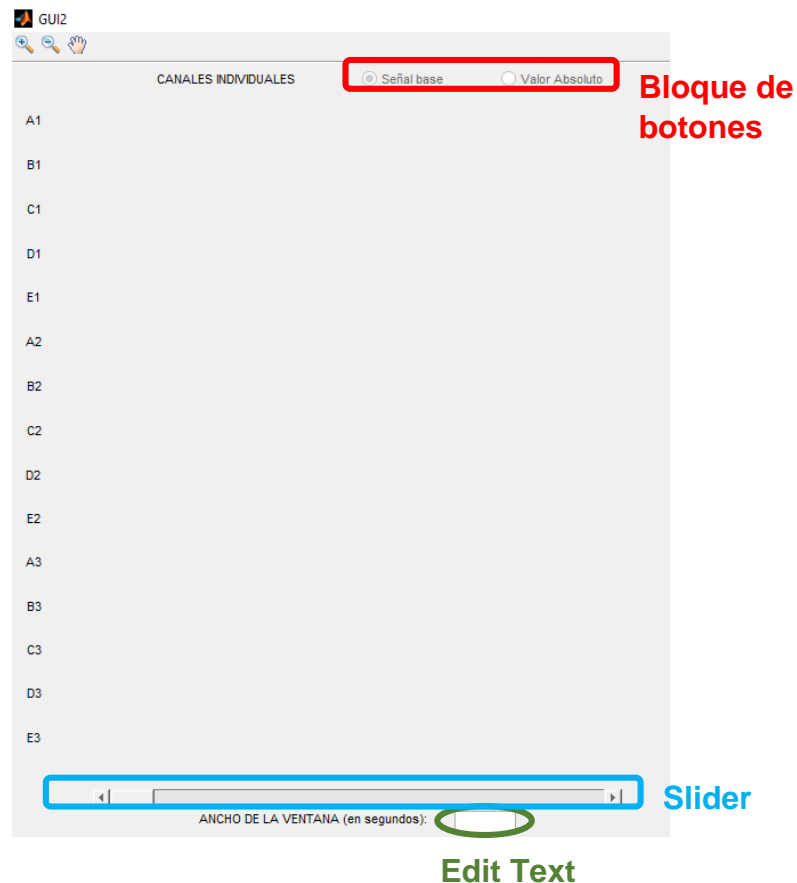 GUI2
CANALES INDIVIDUALES Señal base Valor Absoluto
Bloque de
botones
A1
B1
C1
D1
E1
A2
B2
C2
D2
E2
A3
B3
C3
D3
E3
Slider
ANCHO DE LA VENTANA (en segundos):
Edit Text